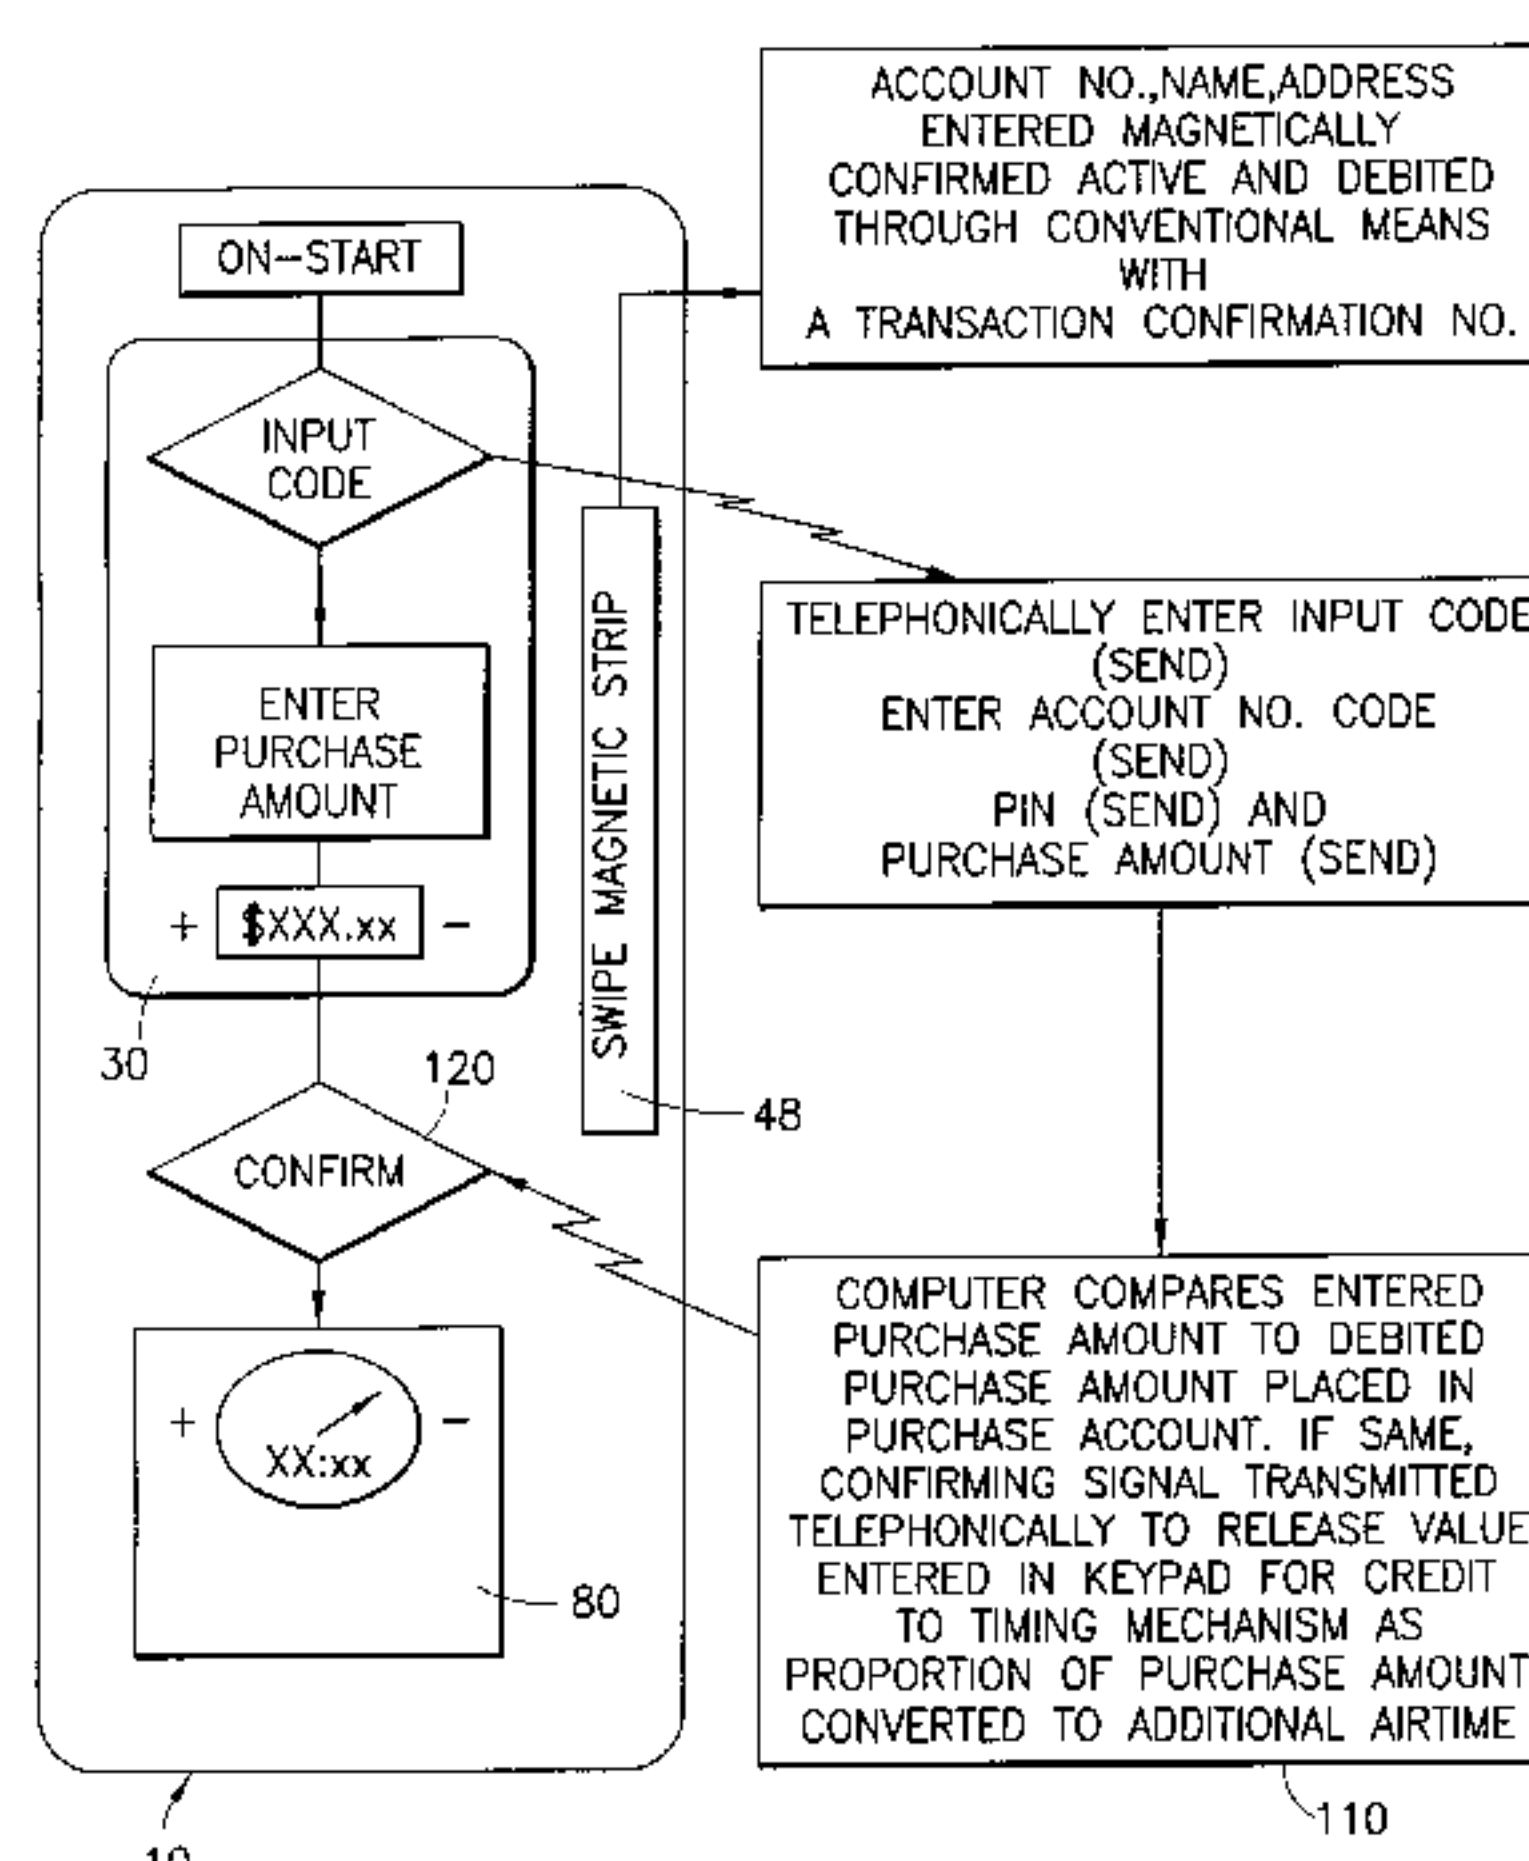 ON-START
INPUT
CODE
ENTER
PURCHASE
AMOUNT
+ $XXX.xx -
30
120
CONFIRM
+ -
XX:xx
80
SWIPE MAGNETIC STRIP
48
ACCOUNT NO.,NAME,ADDRESS
ENTERED MAGNETICALLY
CONFIRMED ACTIVE AND DEBITED
THROUGH CONVENTIONAL MEANS
WITH
A TRANSACTION CONFIRMATION NO.
TELEPHONICALLY ENTER INPUT CODE
(SEND)
ENTER ACCOUNT NO. CODE
(SEND)
PIN (SEND) AND
PURCHASE AMOUNT (SEND)
COMPUTER COMPARES ENTERED
PURCHASE AMOUNT TO DEBITED
PURCHASE AMOUNT PLACED IN
PURCHASE ACCOUNT. IF SAME,
CONFIRMING SIGNAL TRANSMITTED
TELEPHONICALLY TO RELEASE VALUE
ENTERED IN KEYPAD FOR CREDIT
TO TIMING MECHANISM AS
PROPORTION OF PURCHASE AMOUNT
CONVERTED TO ADDITIONAL AIRTIME
110